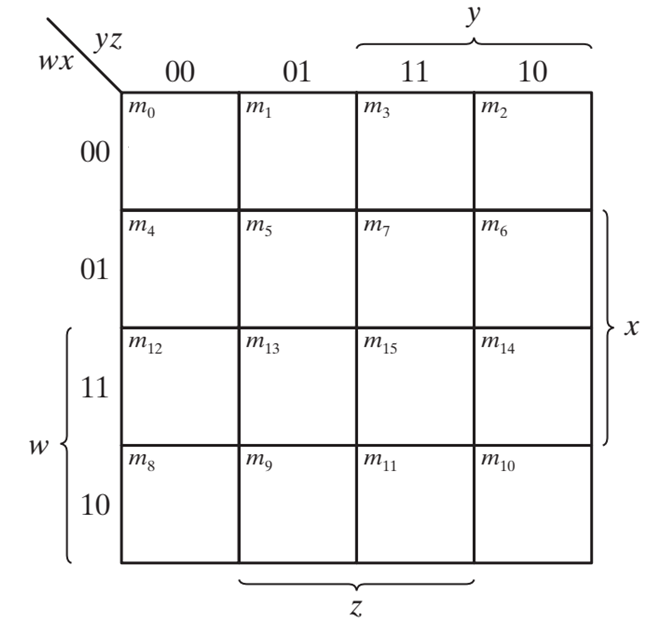 y
yz
wx
00 01 11 10
m₀ m₁ m₃ m₂
00
m₄ m₅ m₇ m₆
01
x
m₁₂ m₁₃ m₁₅ m₁₄
11
w
m₈ m₉ m₁₁ m₁₀
10
z